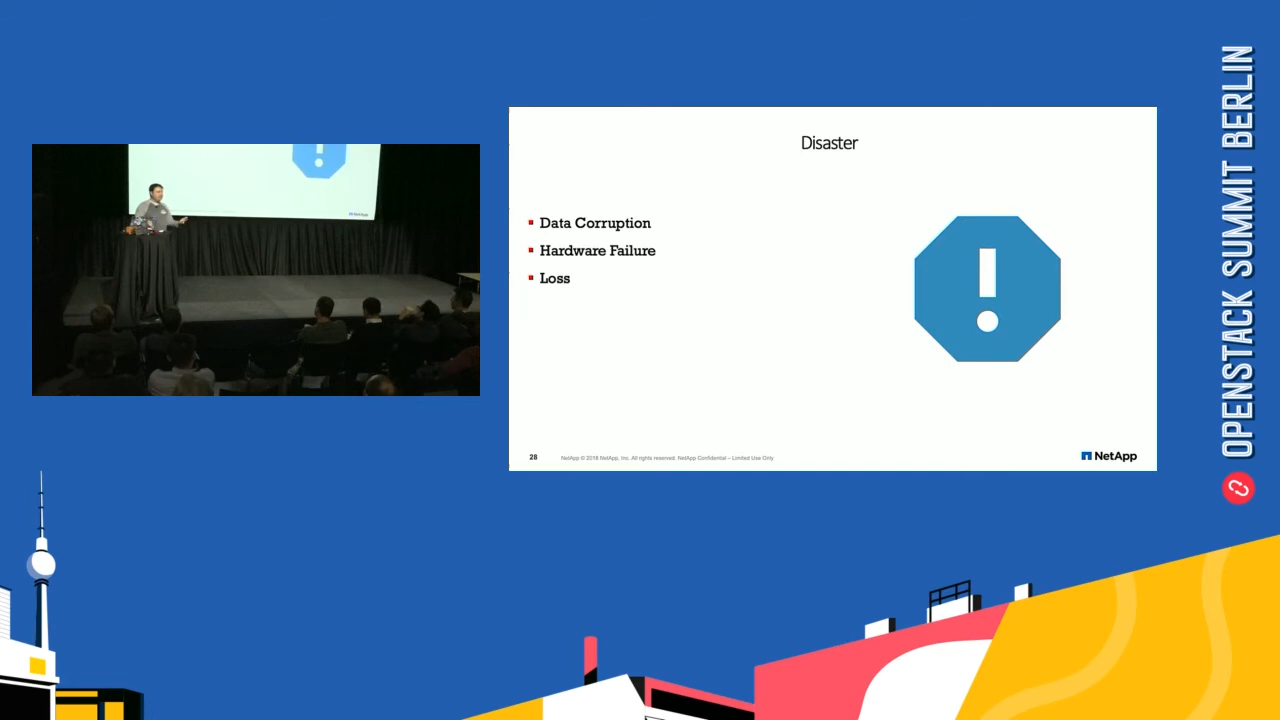 Disaster
Data Corruption
Hardware Failure
Loss
28
NetApp © 2018 NetApp, Inc. All rights reserved. NetApp Confidential – Limited Use Only
NetApp
OPENSTACK SUMMIT BERLIN